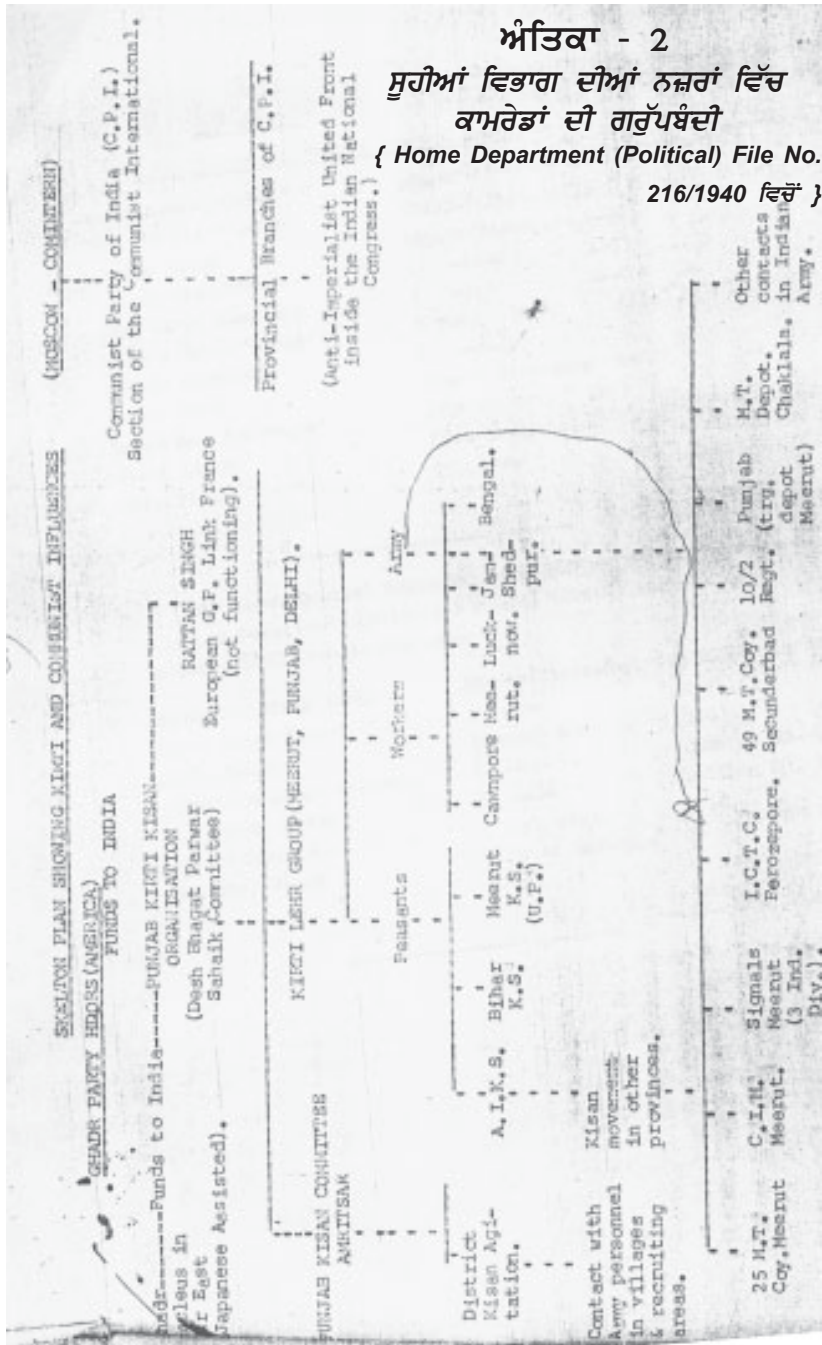 ਅੰਤਿਕਾ - 2
ਸੂਹੀਆਂ ਵਿਭਾਗ ਦੀਆਂ ਨਜ਼ਰਾਂ ਵਿੱਚ
ਕਾਮਰੇਡਾਂ ਦੀ ਗਰੁੱਪਬੰਦੀ
{ Home Department (Political) File No.
216/1940 ਵਿਚੋਂ }
SKELTON PLAN SHOWING KIRTI AND COMMUNIST INFLUENCES
GHADR PARTY HDQRS (AMERICA)
FUNDS TO INDIA
(MOSCOW - COMINTERN)
Communist Party of India (C.P.I.)
Section of the Communist International.
hadr--------Funds to India-----PUNJAB KIRTI KISAN
cleus in
r East
Japanese Assisted).
ORGANISATION
(Desh Bhagat Parwar
Sahaik Committee)
RATTAN SINGH
European C.P. Link France
(not functioning).
Provincial Branches of C.P.I.
(Anti-Imperialist United Front
inside the Indian National
Congress.)
PUNJAB KISAN COMMITTEE
AMRITSAR
KIRTI LEHR GROUP (MEERUT, PUNJAB, DELHI).
Peasants
Workers
Army
District
Kisan Agi-
tation.
A.I.K.S.
Bihar
K.S.
Meerut
K.S.
(U.P.)
Cawnpore
Mee-
rut.
Luck-
now.
Jam-
Shed-
pur.
Bengal.
Contact with
Army personnel
in villages
& recruiting
areas.
Kisan
movement
in other
provinces.
25 M.T.
Coy. Meerut
C.I.M.
Meerut.
Signals
Meerut
(3 Ind.
Div.).
I.C.T.C.
Ferozepore.
49 M.T. Coy.
Secunderbad
10/2
Regt.
Punjab
(trg.
depot
Meerut)
M.T.
Depot.
Chaklala.
Other
contacts
in Indian
Army.